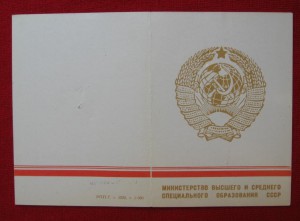 МИНИСТЕРСТВО ВЫСШЕГО И СРЕДНЕГО
СПЕЦИАЛЬНОГО ОБРАЗОВАНИЯ СССР